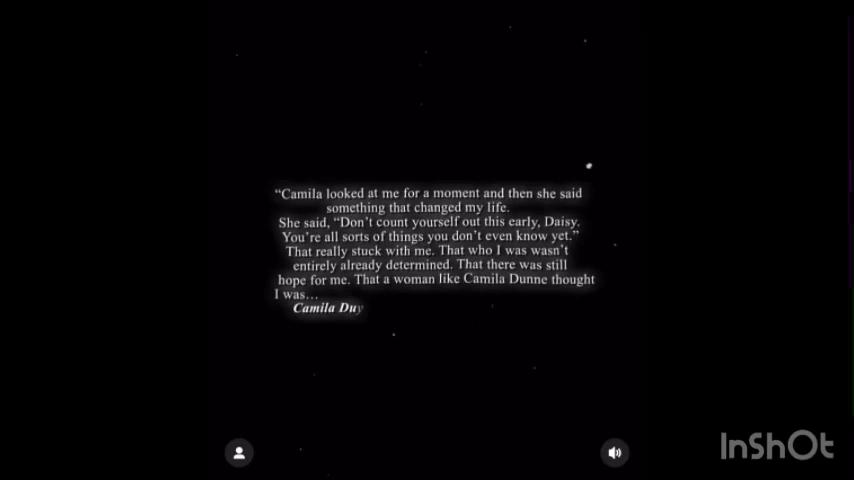 “Camila looked at me for a moment and then she said
something that changed my life.
She said, “Don’t count yourself out this early, Daisy.
You’re all sorts of things you don’t even know yet.”
That really stuck with me. That who I was wasn’t
entirely already determined. That there was still
hope for me. That a woman like Camila Dunne thought
I was…
Camila Du
InShOt